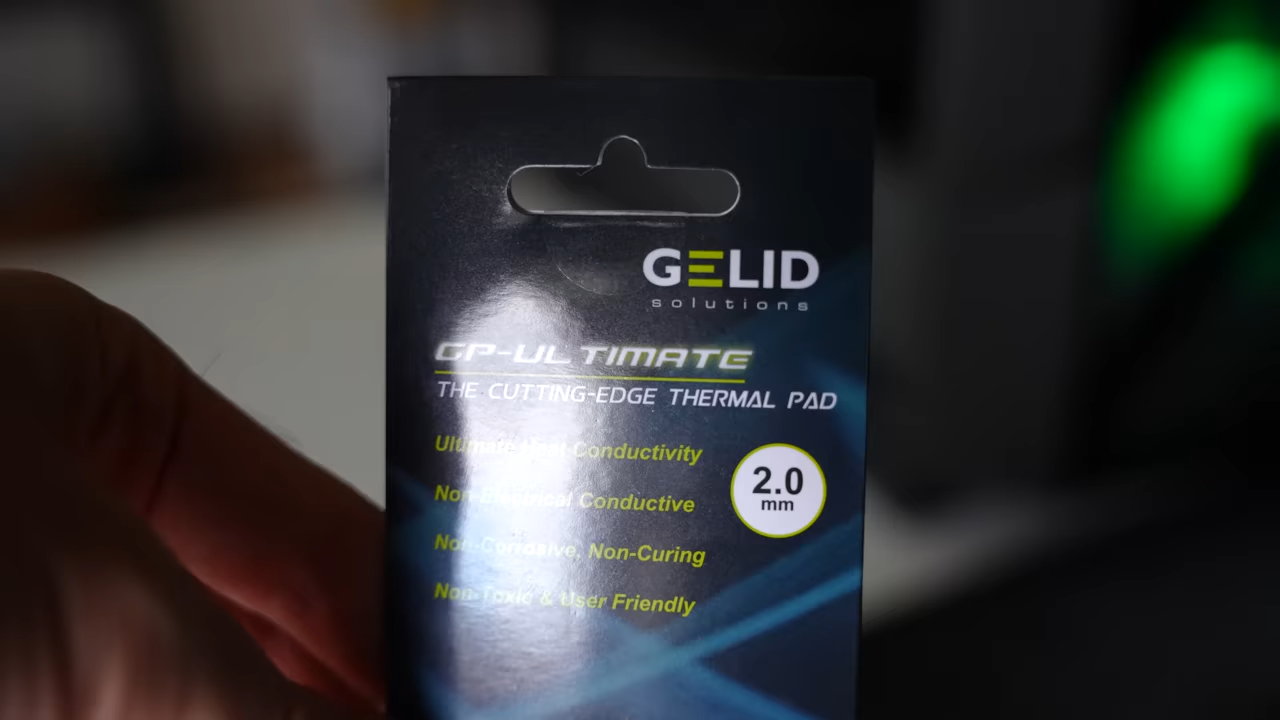 GELID
solutions
GP-ULTIMATE
THE CUTTING-EDGE THERMAL PAD
Ultimate Heat Conductivity
Non-Electrical Conductive
Non-Corrosive, Non-Curing
Non-Toxic & User Friendly
2.0
mm